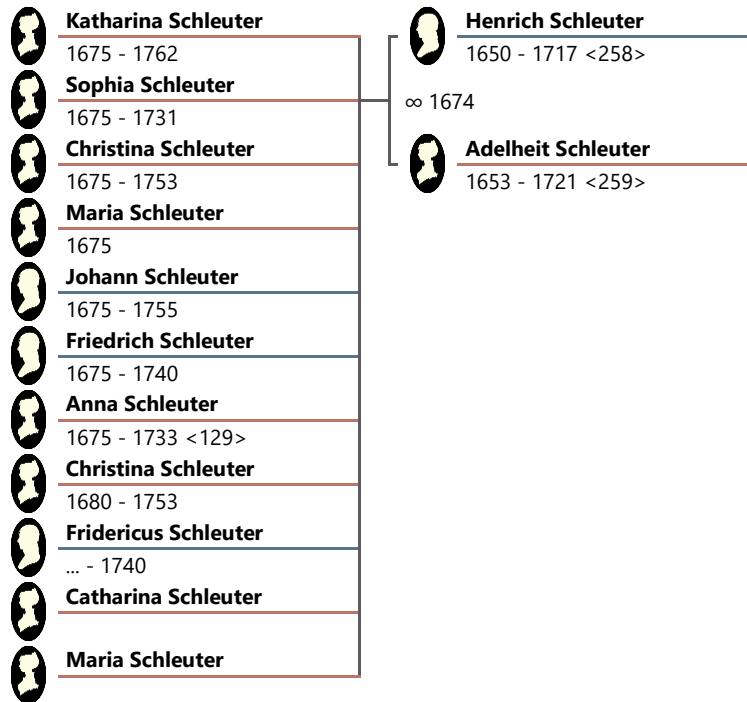 Katharina Schleuter
1675 - 1762
Sophia Schleuter
1675 - 1731
Christina Schleuter
1675 - 1753
Maria Schleuter
1675
Johann Schleuter
1675 - 1755
Friedrich Schleuter
1675 - 1740
Anna Schleuter
1675 - 1733 <129>
Christina Schleuter
1680 - 1753
Fridericus Schleuter
... - 1740
Catharina Schleuter
Maria Schleuter
Henrich Schleuter
1650 - 1717 <258>
∞ 1674
Adelheit Schleuter
1653 - 1721 <259>